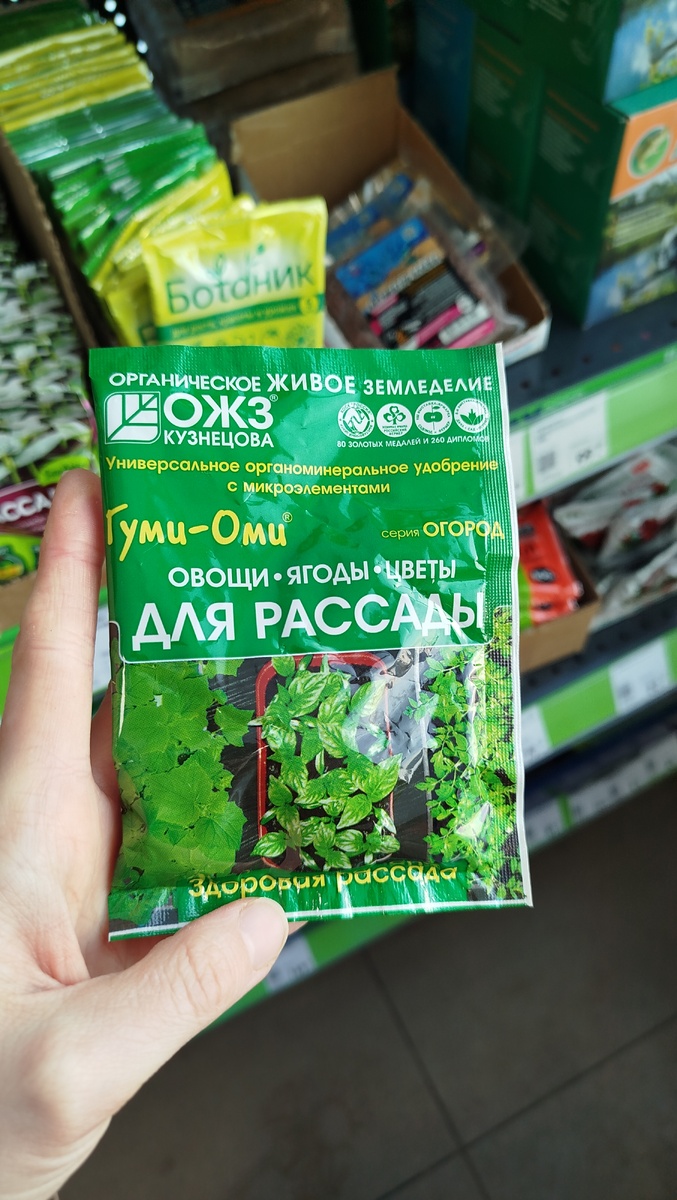 Ботаник
ОРГАНИЧЕСКОЕ ЖИВОЕ ЗЕМЛЕДЕЛИЕ
ОЖЗ®
КУЗНЕЦОВА
80 ЗОЛОТЫХ МЕДАЛЕЙ И 260 ДИПЛОМОВ
Универсальное органоминеральное удобрение
с микроэлементами
Гуми-Оми®
серия ОГОРОД
ОВОЩИ • ЯГОДЫ • ЦВЕТЫ
ДЛЯ РАССАДЫ
Здоровая рассада